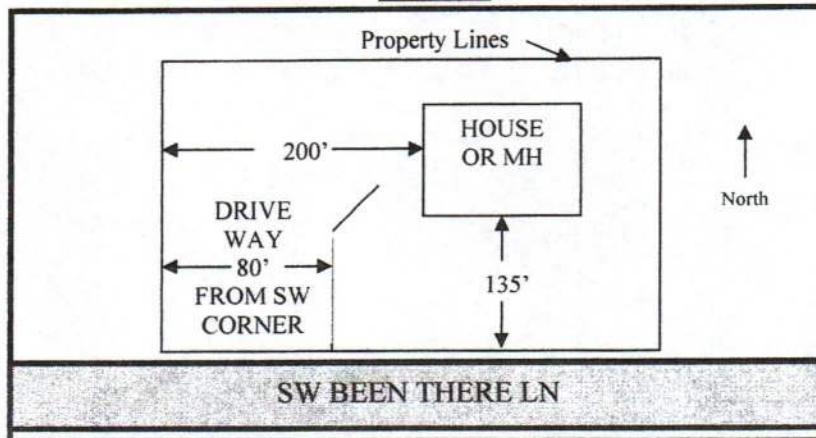 Property Lines
HOUSE
OR MH
200'
North
DRIVE
WAY
80'
FROM SW
CORNER
135'
SW BEEN THERE LN